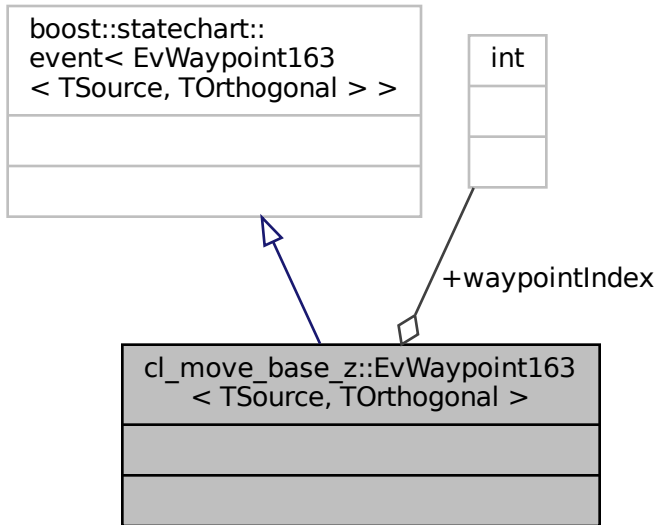 boost::statechart::
event< EvWaypoint163
< TSource, TOrthogonal > >
int
+waypointIndex
cl_move_base_z::EvWaypoint163
< TSource, TOrthogonal >